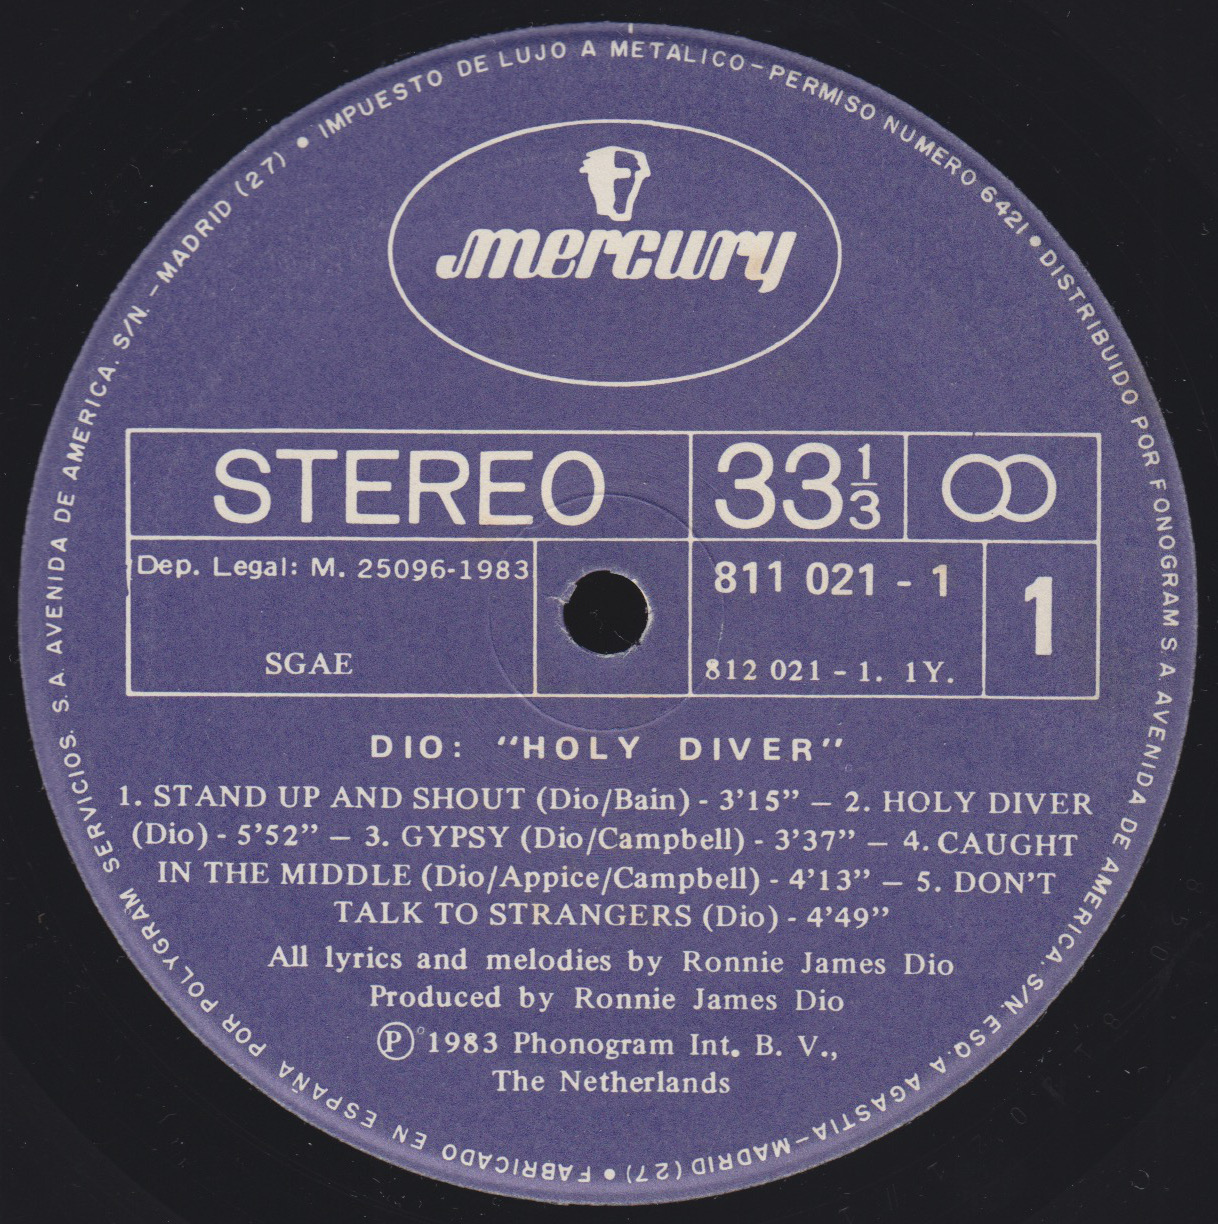 IMPUESTO DE LUJO A METALICO-PERMISO NUMERO 6421 • DISTRIBUIDO POR FONOGRAM S.A AVENIDA DE AMERICA. S/N. ESQ.A AGASTIA-MADRID (27) •
FABRICADO EN ESPAÑA POR POLYGRAM SERVICIOS. S.A. AVENIDA DE AMERICA. S/N. -MADRID (27) •
mercury
STEREO
33 1/3
Dep. Legal: M. 25096-1983
811 021 - 1
1
SGAE
812 021 - 1. 1Y.
DIO: “HOLY DIVER”
1. STAND UP AND SHOUT (Dio/Bain) - 3’15” – 2. HOLY DIVER
(Dio) - 5’52” – 3. GYPSY (Dio/Campbell) - 3’37” – 4. CAUGHT
IN THE MIDDLE (Dio/Appice/Campbell) - 4’13” – 5. DON’T
TALK TO STRANGERS (Dio) - 4’49”
All lyrics and melodies by Ronnie James Dio
Produced by Ronnie James Dio
Ⓟ 1983 Phonogram Int. B. V.,
The Netherlands